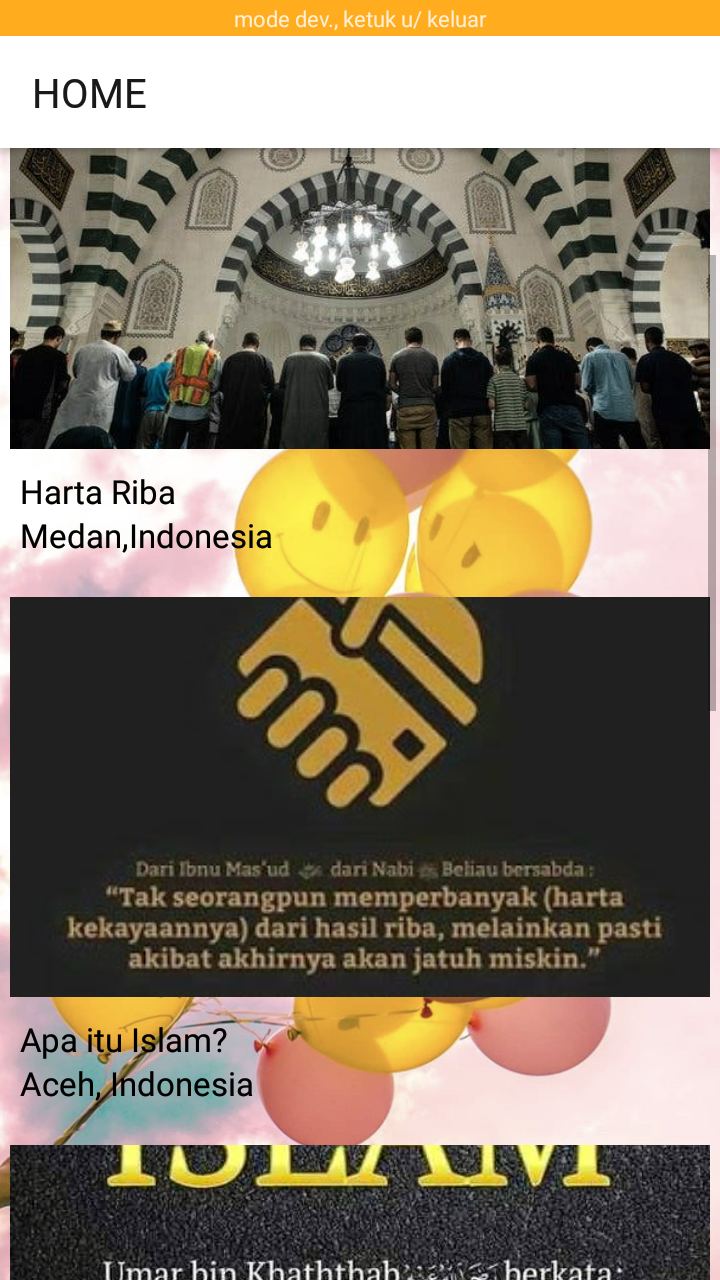 mode dev., ketuk u/ keluar
HOME
Harta Riba
Medan,Indonesia
Dari Ibnu Mas'ud dari Nabi Beliau bersabda :
“Tak seorangpun memperbanyak (harta
kekayaannya) dari hasil riba, melainkan pasti
akibat akhirnya akan jatuh miskin.”
Apa itu Islam?
Aceh, Indonesia
ISLAM
Umar bin Khaththab berkata: